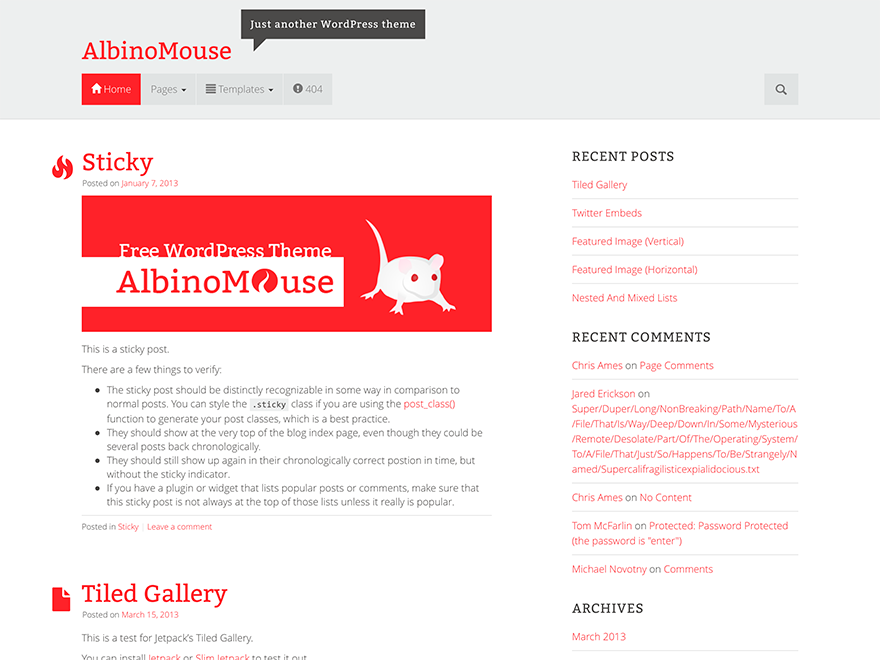 Just another WordPress theme
AlbinoMouse
Home Pages Templates 404
Sticky
Posted on January 7, 2013
Free WordPress Theme
AlbinoMouse
This is a sticky post.
There are a few things to verify:
The sticky post should be distinctly recognizable in some way in comparison to
normal posts. You can style the .sticky class if you are using the post_class()
function to generate your post classes, which is a best practice.
They should show at the very top of the blog index page, even though they could be
several posts back chronologically.
They should still show up again in their chronologically correct postion in time, but
without the sticky indicator.
If you have a plugin or widget that lists popular posts or comments, make sure that
this sticky post is not always at the top of those lists unless it really is popular.
Posted in Sticky | Leave a comment
Tiled Gallery
Posted on March 15, 2013
This is a test for Jetpack's Tiled Gallery.
You can install Jetpack or Slim Jetpack to test it out.
RECENT POSTS
Tiled Gallery
Twitter Embeds
Featured Image (Vertical)
Featured Image (Horizontal)
Nested And Mixed Lists
RECENT COMMENTS
Chris Ames on Page Comments
Jared Erickson on
Super/Duper/Long/NonBreaking/Path/Name/To/A
/File/That/Is/Way/Deep/Down/In/Some/Mysterious
/Remote/Desolate/Part/Of/The/Operating/System/
To/A/File/That/Just/So/Happens/To/Be/Strangely/N
amed/Supercalifragilisticexpialidocious.txt
Chris Ames on No Content
Tom McFarlin on Protected: Password Protected
(the password is "enter")
Michael Novotny on Comments
ARCHIVES
March 2013